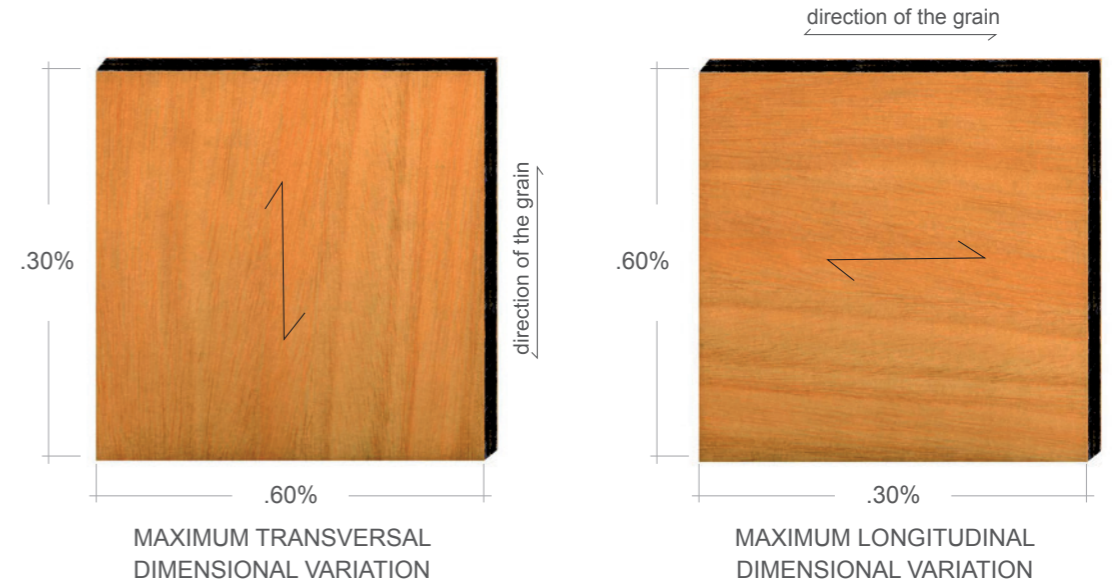 direction of the grain
.30%
direction of the grain
.60%
.60%
.30%
MAXIMUM TRANSVERSAL
DIMENSIONAL VARIATION
MAXIMUM LONGITUDINAL
DIMENSIONAL VARIATION